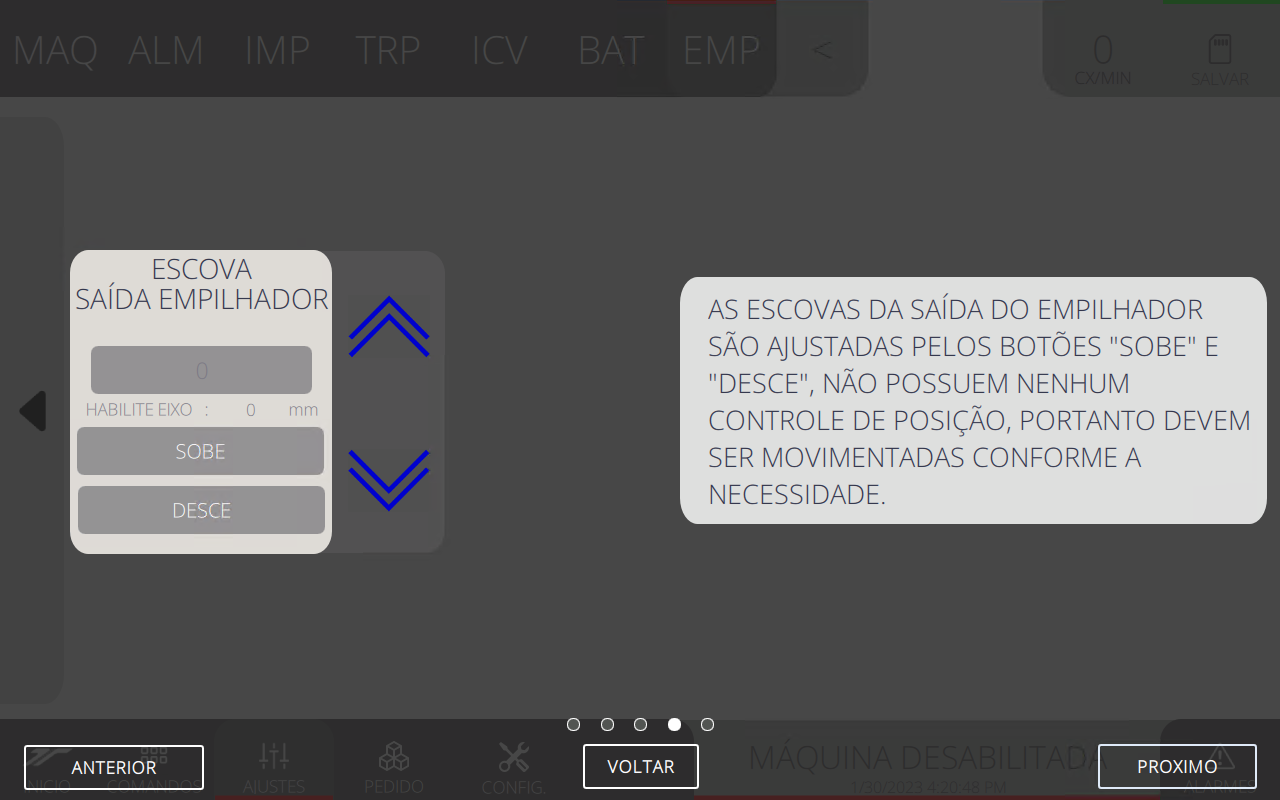 MAQ ALM IMP TRP ICV BAT EMP <
0
CX/MIN
SALVAR
ESCOVA
SAÍDA EMPILHADOR
0
HABILITE EIXO : 0 mm
SOBE
DESCE
AS ESCOVAS DA SAÍDA DO EMPILHADOR
SÃO AJUSTADAS PELOS BOTÕES "SOBE" E
"DESCE", NÃO POSSUEM NENHUM
CONTROLE DE POSIÇÃO, PORTANTO DEVEM
SER MOVIMENTADAS CONFORME A
NECESSIDADE.
MÁQUINA DESABILITADA
1/30/2023 4:20:48 PM
ANTERIOR
VOLTAR
PROXIMO
INICIO COMANDOS AJUSTES PEDIDO CONFIG. ALARMES